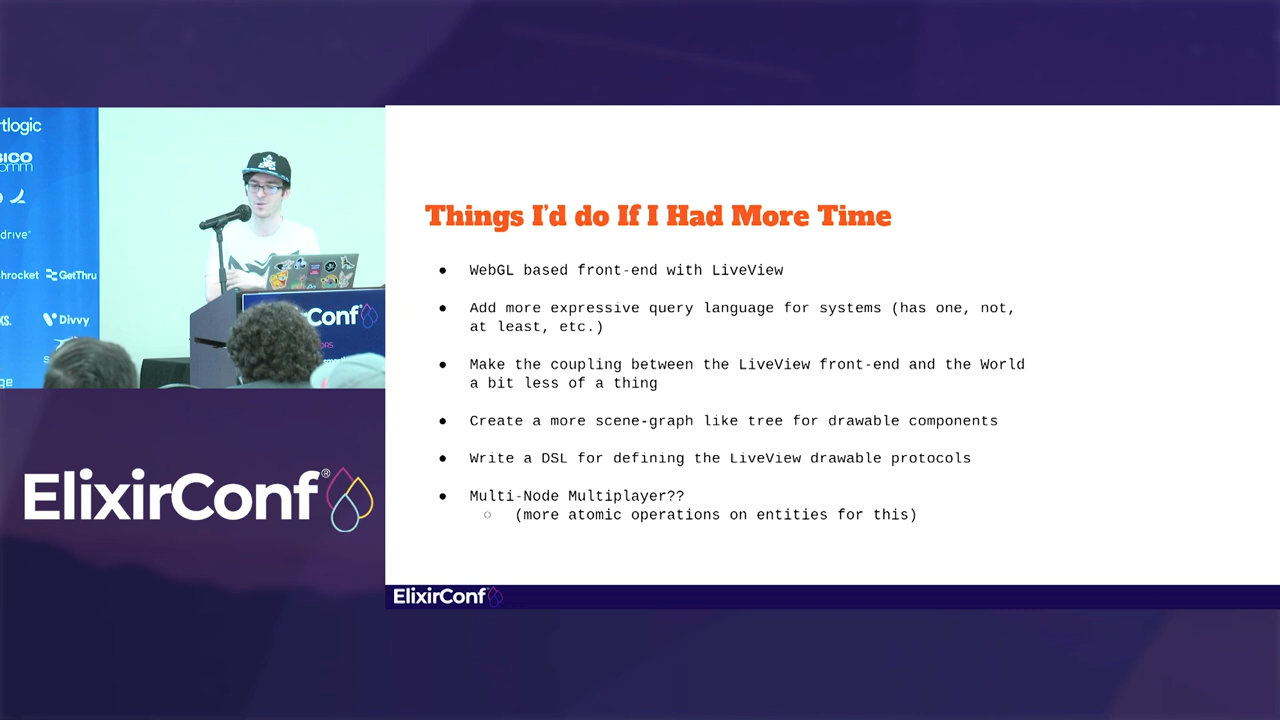 tlogic
drive
GetThru
Divvy
Conf
ElixirConf®
Things I'd do If I Had More Time
● WebGL based front-end with LiveView
● Add more expressive query language for systems (has one, not,
at least, etc.)
● Make the coupling between the LiveView front-end and the World
a bit less of a thing
● Create a more scene-graph like tree for drawable components
● Write a DSL for defining the LiveView drawable protocols
● Multi-Node Multiplayer??
○ (more atomic operations on entities for this)
ElixirConf